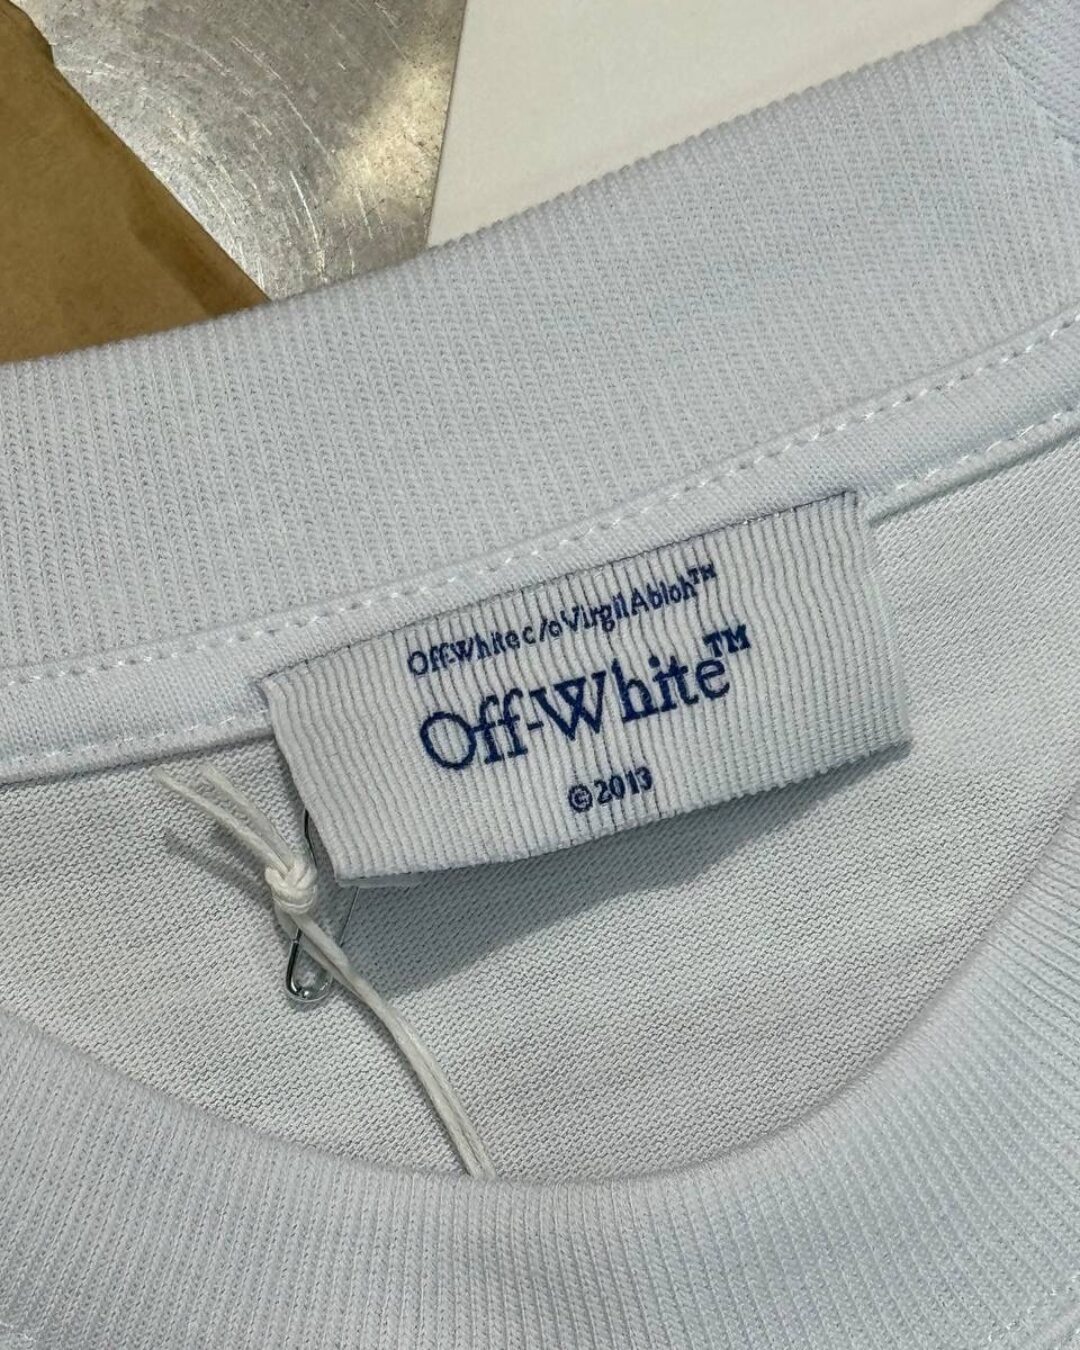 Off-White c/o Virgil Abloh™
Off-White™
©2013